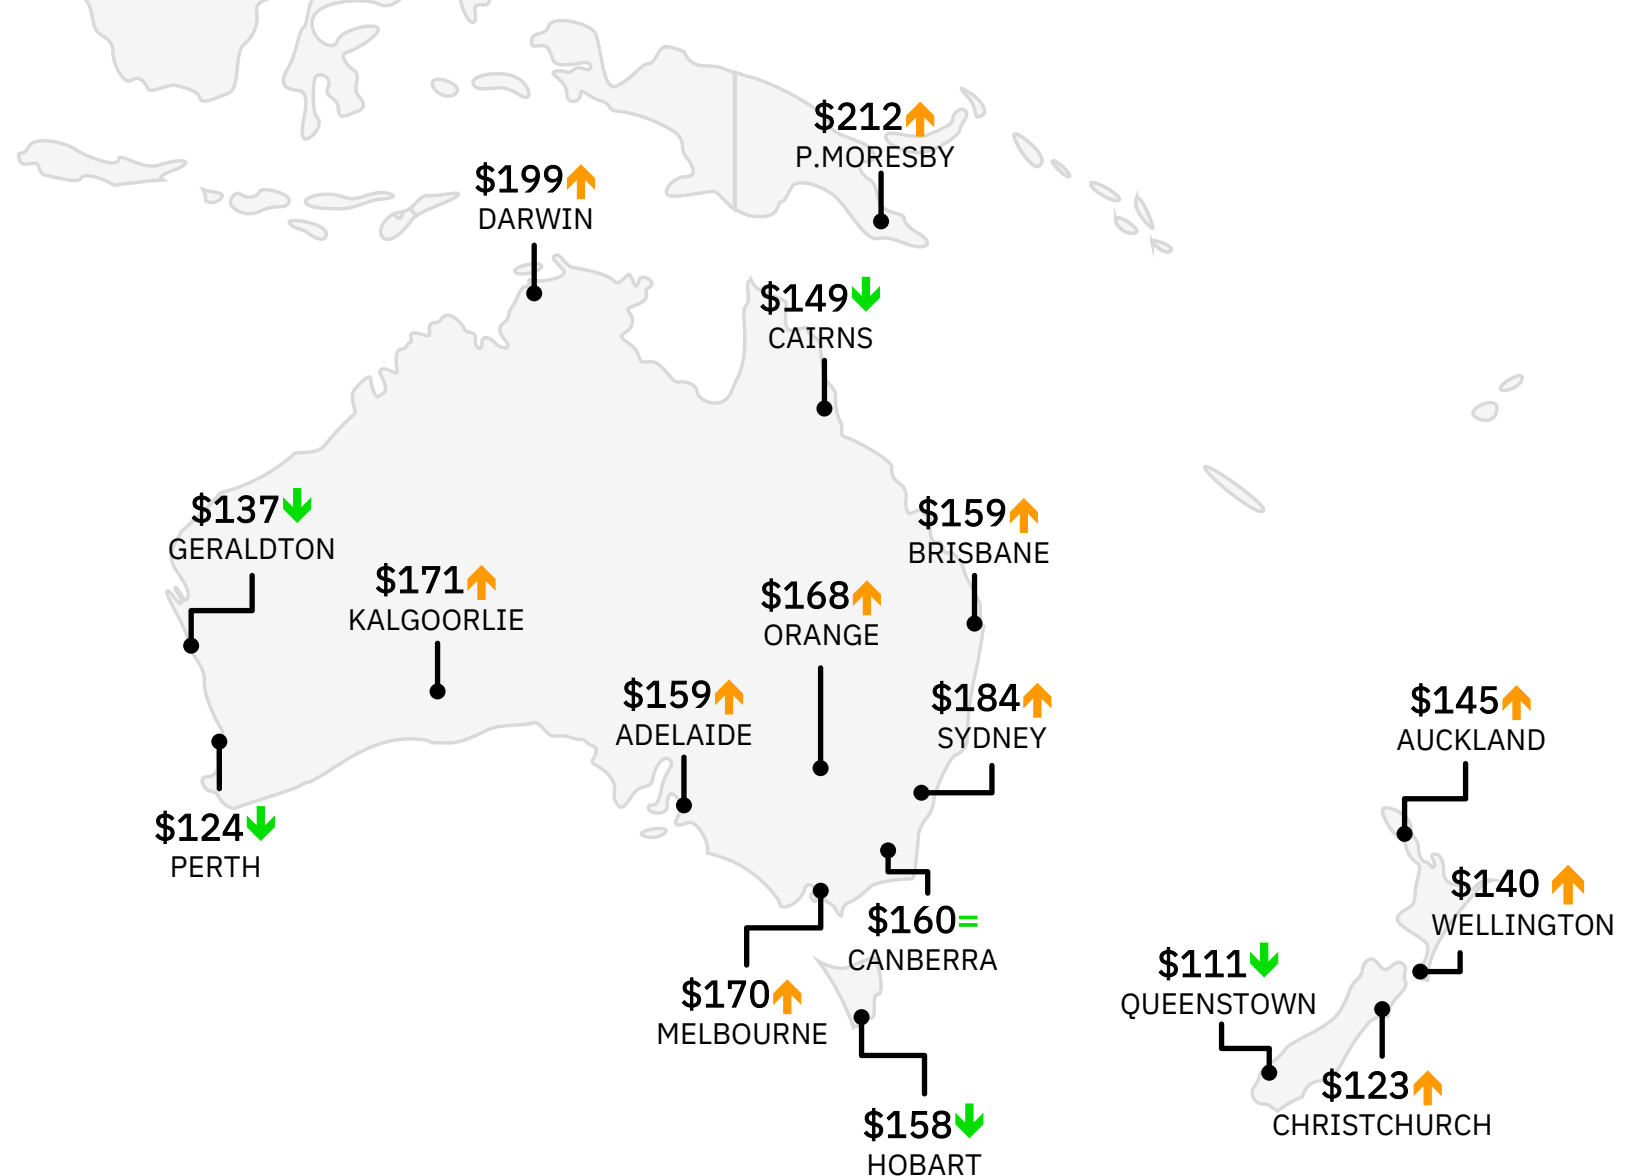 $212
P.MORESBY
$199
DARWIN
$149
CAIRNS
$137
GERALDTON
$159
BRISBANE
$171
KALGOORLIE
$168
ORANGE
$159
ADELAIDE
$184
SYDNEY
$145
AUCKLAND
$124
PERTH
$140
WELLINGTON
$160=
CANBERRA
$111
QUEENSTOWN
$170
MELBOURNE
$123
CHRISTCHURCH
$158
HOBART